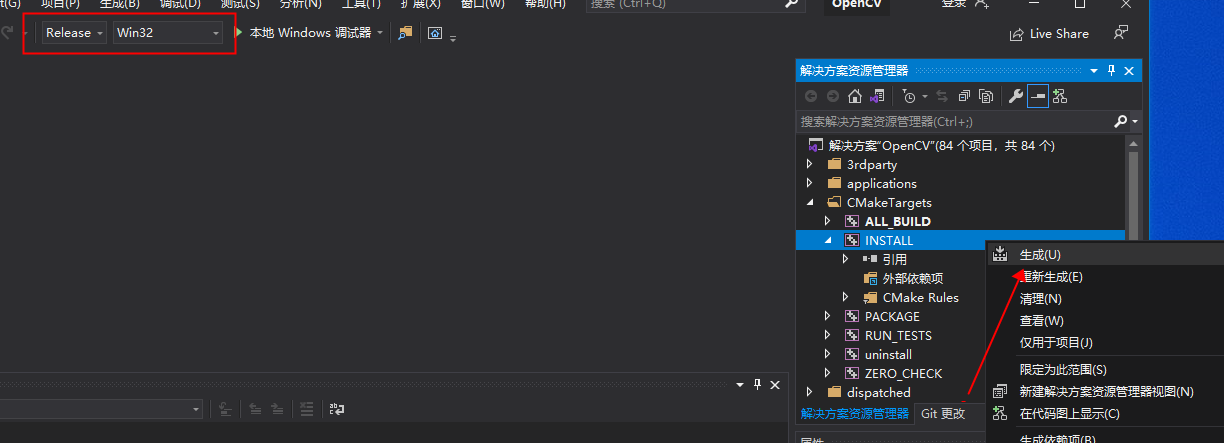 项目(P) 生成(B) 调试(D) 测试(S) 分析(N) 工具(T) 扩展(X) 窗口(W) 帮助(H) 搜索 (Ctrl+Q) OpenCV 登录
Release Win32 本地 Windows 调试器 Live Share
解决方案资源管理器
搜索解决方案资源管理器(Ctrl+;)
解决方案"OpenCV"(84 个项目，共 84 个)
3rdparty
applications
CMakeTargets
ALL_BUILD
INSTALL
引用
外部依赖项
CMake Rules
PACKAGE
RUN_TESTS
uninstall
ZERO_CHECK
dispatched
解决方案资源管理器 Git 更改
属性
生成(U)
重新生成(E)
清理(N)
查看(W)
仅用于项目(J)
限定为此范围(S)
新建解决方案资源管理器视图(N)
在代码图上显示(C)
生成依赖项(B)